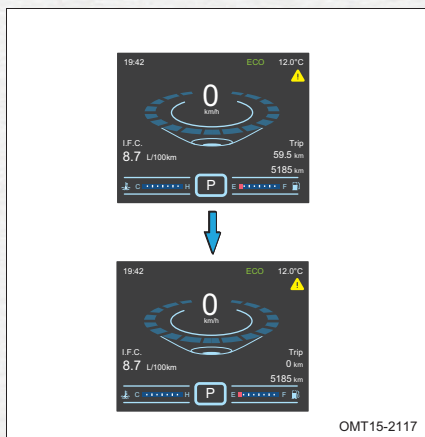 19:42 ECO 12.0°C
0
km/h
I.F.C. Trip
8.7 L/100km 59.5 km
5185 km
C H P E F
19:42 ECO 12.0°C
0
km/h
I.F.C. Trip
8.7 L/100km 0 km
5185 km
C H P E F
OMT15-2117